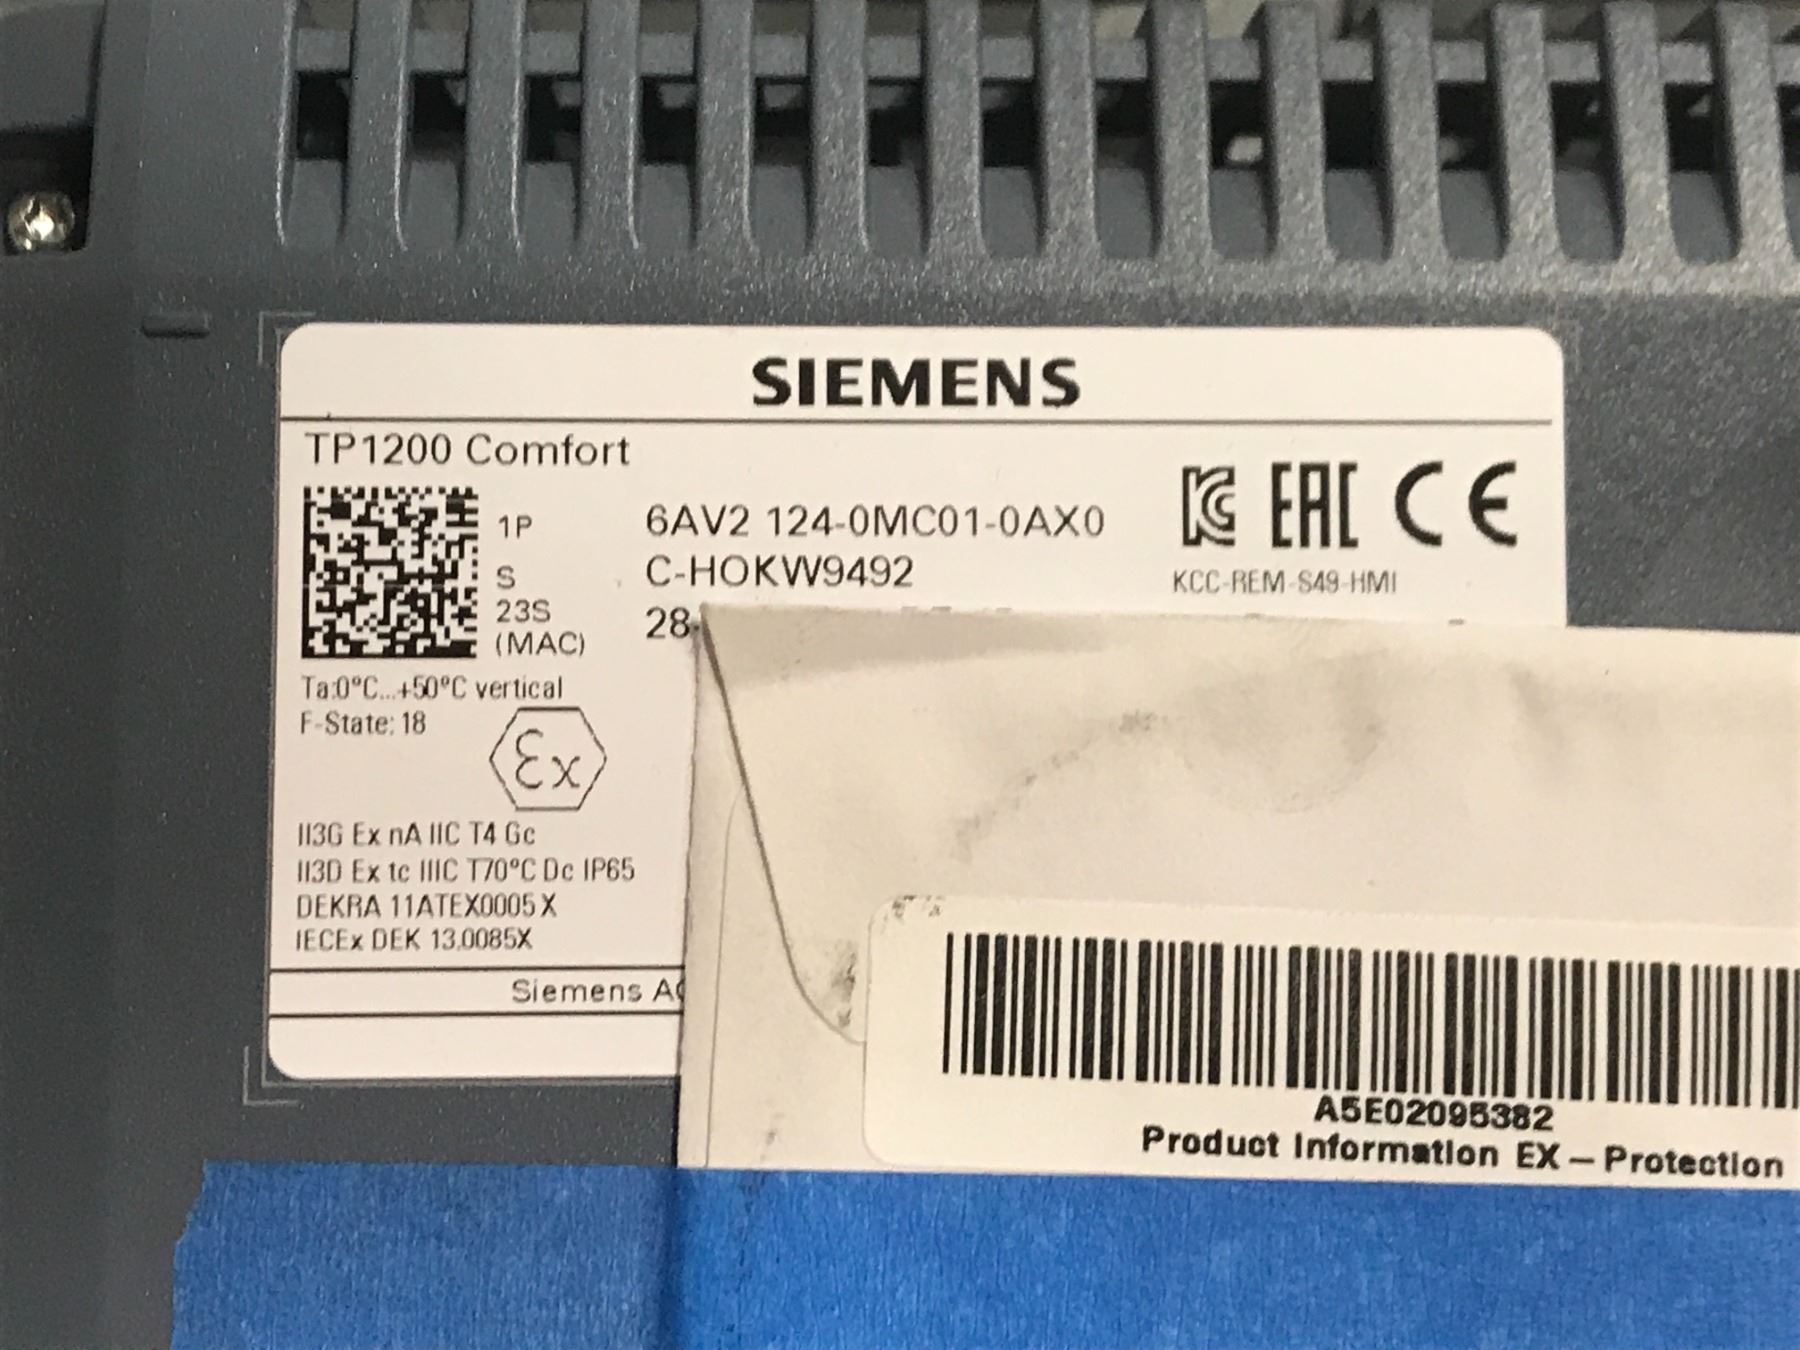 SIEMENS
TP1200 Comfort
1P 6AV2 124-0MC01-0AX0
S C-HOKW9492
23S
(MAC) 28-
KCC-REM-S49-HMI
Ta:0°C...+50°C vertical
F-State: 18
Ex
II3G Ex nA IIC T4 Gc
II3D Ex tc IIIC T70°C Dc IP65
DEKRA 11ATEX0005 X
IECEx DEK 13.0085X
Siemens AG
A5E02095382
Product Information EX – Protection